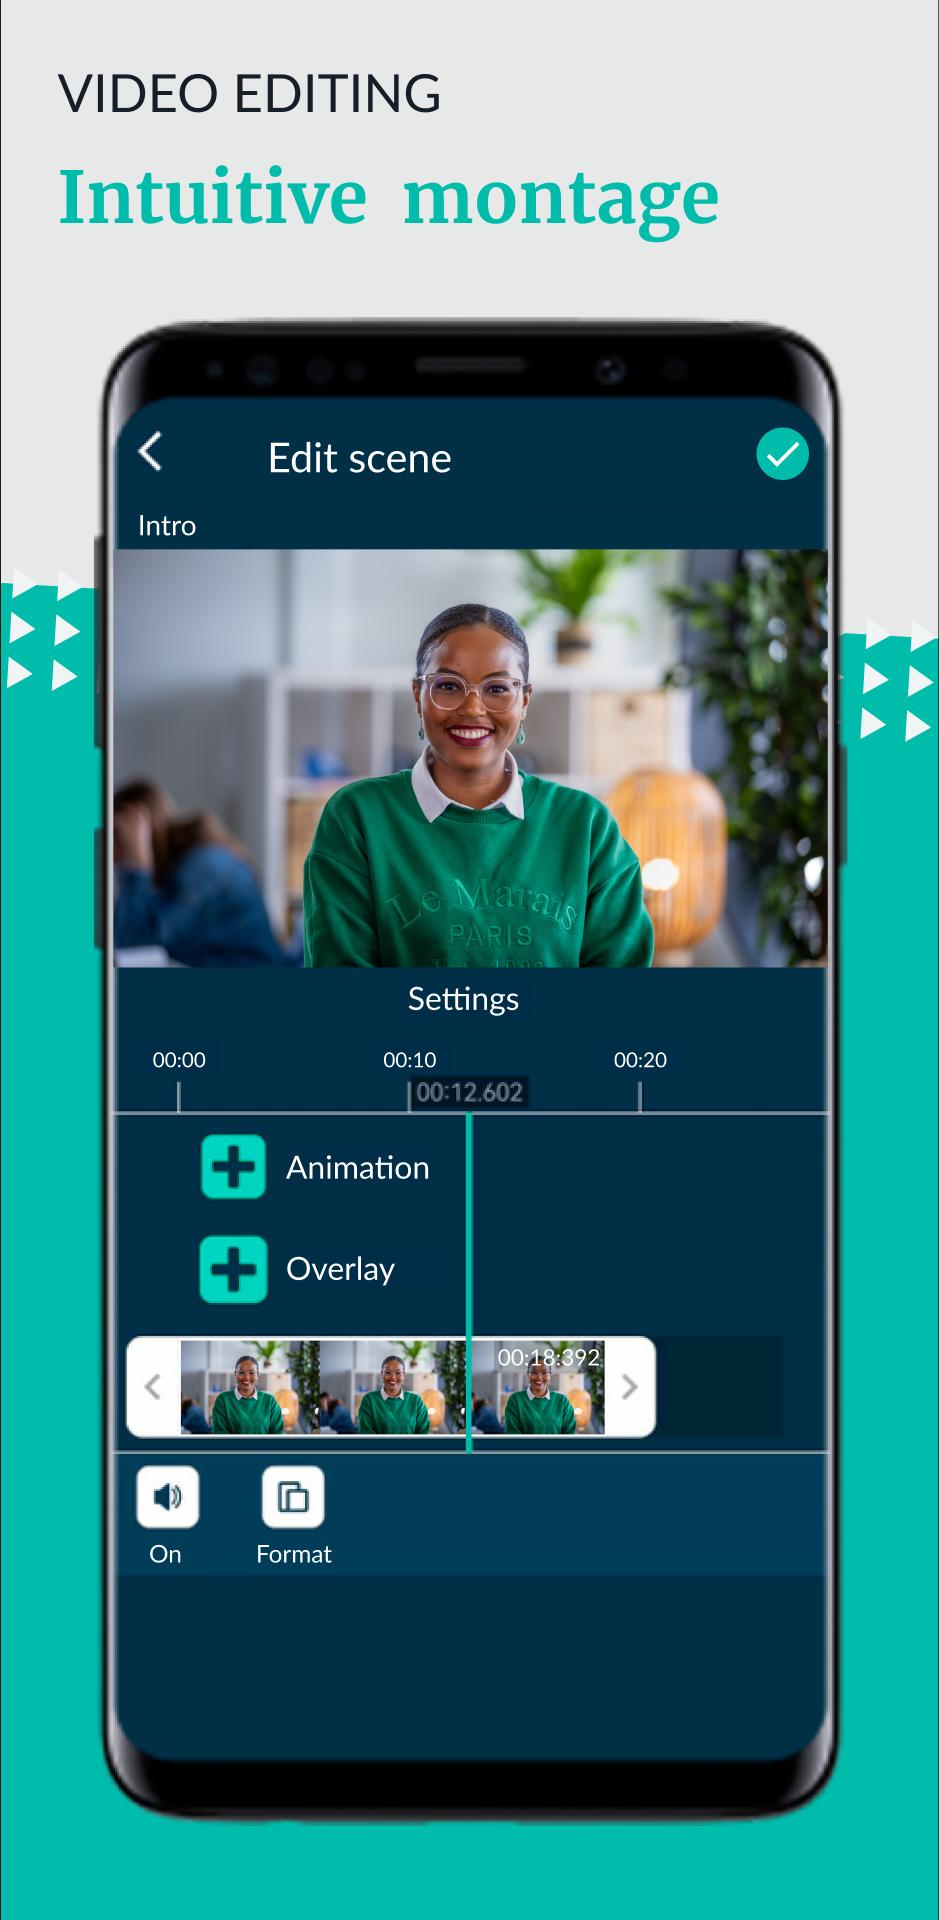 VIDEO EDITING
Intuitive montage
Edit scene
Intro
Le Marais
PARIS
Settings
00:00 00:10 00:20
00:12.602
Animation
Overlay
00:18:392
On Format